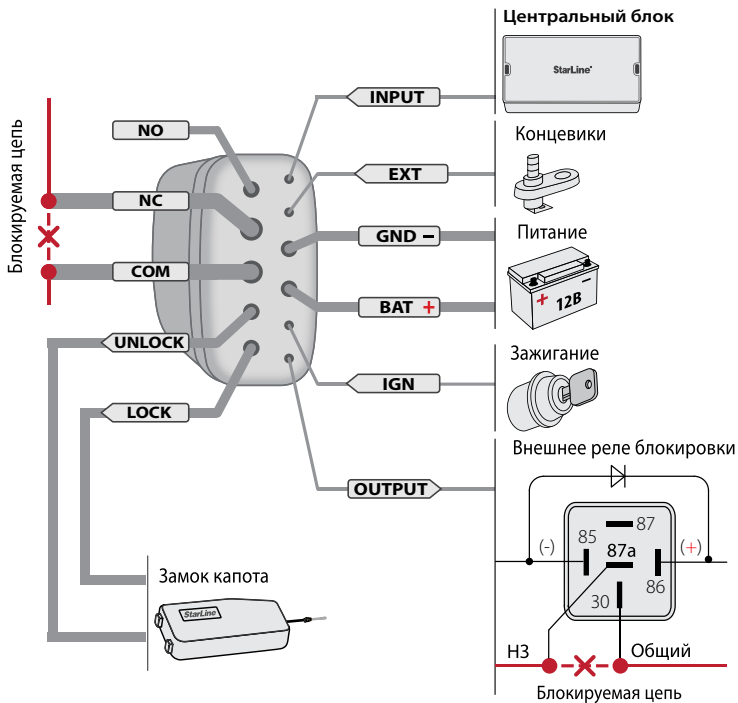 Центральный блок
StarLine
INPUT
NO
EXT
Концевики
Блокируемая цепь
NC
GND –
Питание
COM
BAT +
+ 12В –
UNLOCK
IGN
Зажигание
LOCK
Внешнее реле блокировки
OUTPUT
87
85
(-)
87а
(+)
86
30
Замок капота
StarLine
НЗ
Общий
Блокируемая цепь